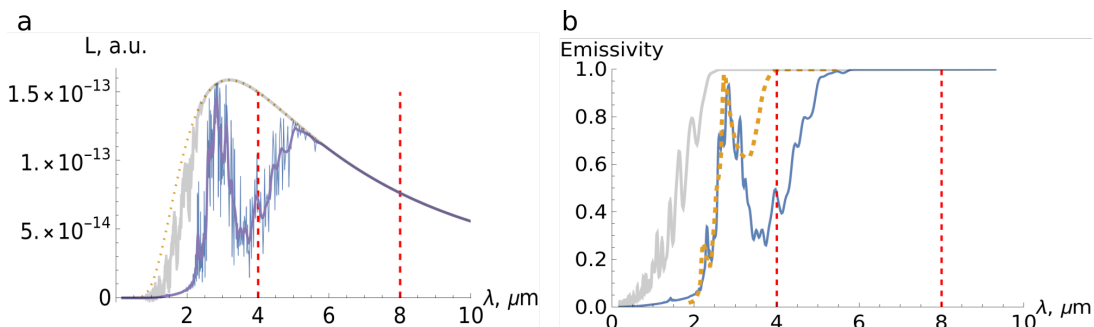 a
L, a.u.
1.5×10⁻¹³
1.×10⁻¹³
5.×10⁻¹⁴
0
2 4 6 8 10 λ, μm
b
Emissivity
1.0
0.8
0.6
0.4
0.2
0.0
0 2 4 6 8 10 λ, μm